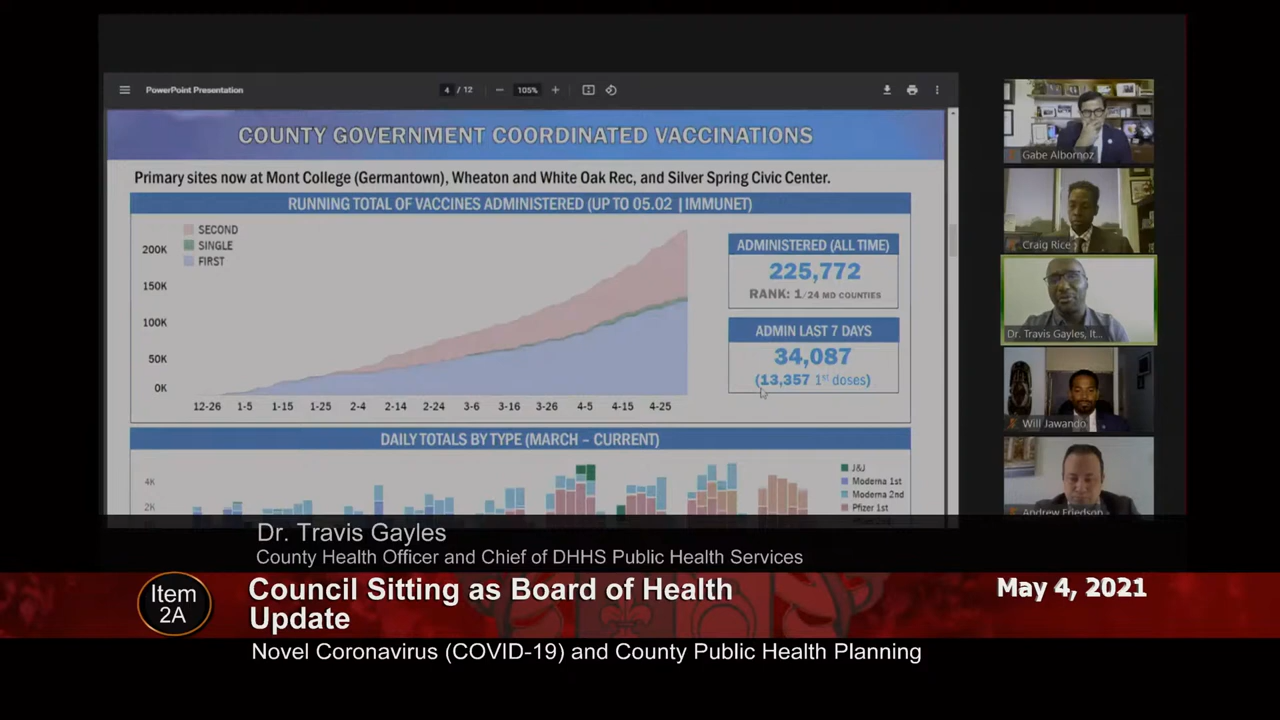 PowerPoint Presentation
4 / 12
105%
COUNTY GOVERNMENT COORDINATED VACCINATIONS
Primary sites now at Mont College (Germantown), Wheaton and White Oak Rec, and Silver Spring Civic Center.
RUNNING TOTAL OF VACCINES ADMINISTERED (UP TO 05.02 | IMMUNET)
SECOND
SINGLE
FIRST
200K
150K
100K
50K
0K
12-26 1-5 1-15 1-25 2-4 2-14 2-24 3-6 3-16 3-26 4-5 4-15 4-25
ADMINISTERED (ALL TIME)
225,772
RANK: 1/24 MD COUNTIES
ADMIN LAST 7 DAYS
34,087
(13,357 1st doses)
DAILY TOTALS BY TYPE (MARCH – CURRENT)
4K
2K
J&J
Moderna 1st
Moderna 2nd
Pfizer 1st
Gabe Albornoz
Craig Rice
Dr. Travis Gayles, It...
Will Jawando
Andrew Friedson
Dr. Travis Gayles
County Health Officer and Chief of DHHS Public Health Services
Item
2A
Council Sitting as Board of Health
Update
May 4, 2021
Novel Coronavirus (COVID-19) and County Public Health Planning